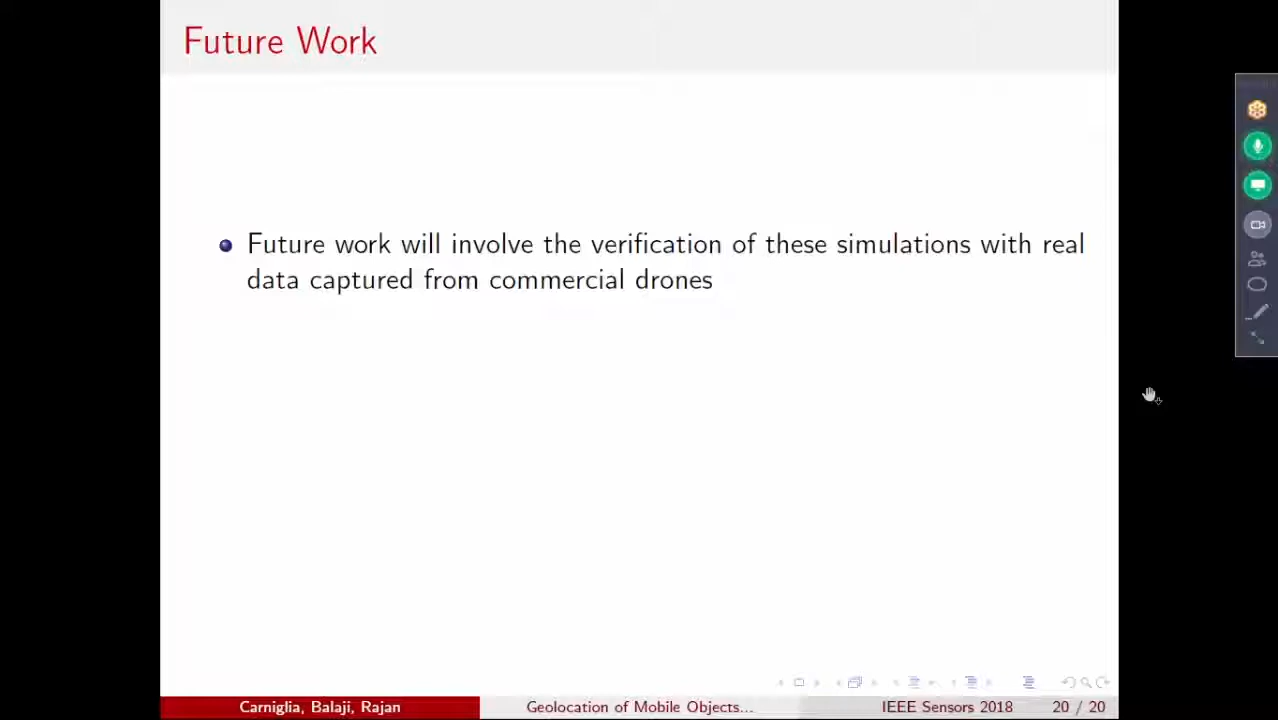 Future Work
Future work will involve the verification of these simulations with real
data captured from commercial drones
Carniglia, Balaji, Rajan
Geolocation of Mobile Objects...
IEEE Sensors 2018
20 / 20